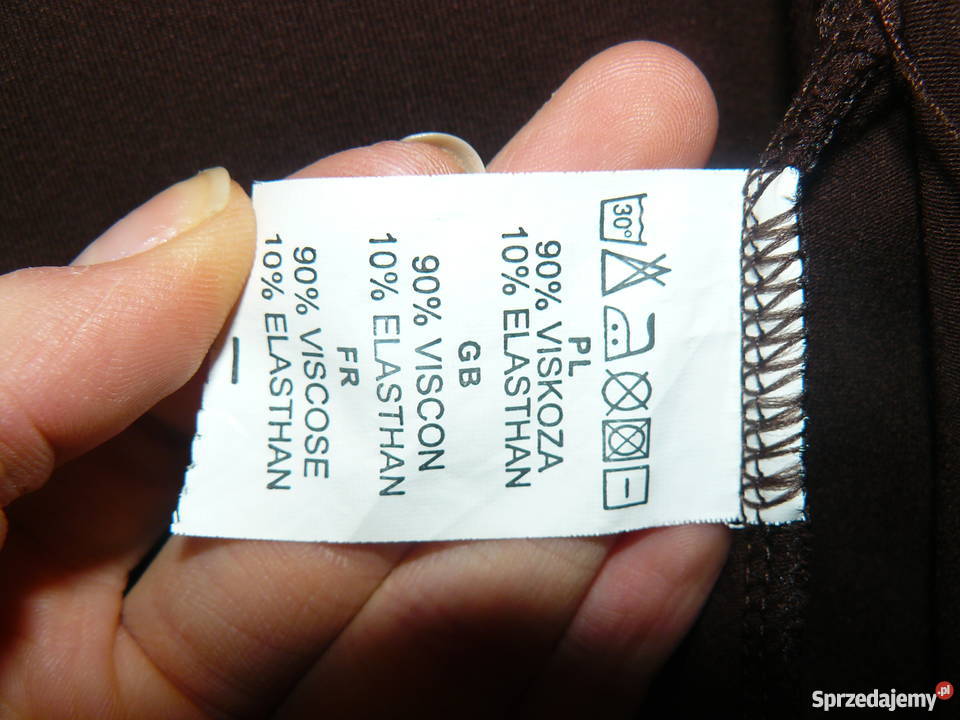 30°
PL
90% VISKOZA
10% ELASTHAN
GB
90% VISCON
10% ELASTHAN
FR
90% VISCOSE
10% ELASTHAN
Sprzedajemy.pl